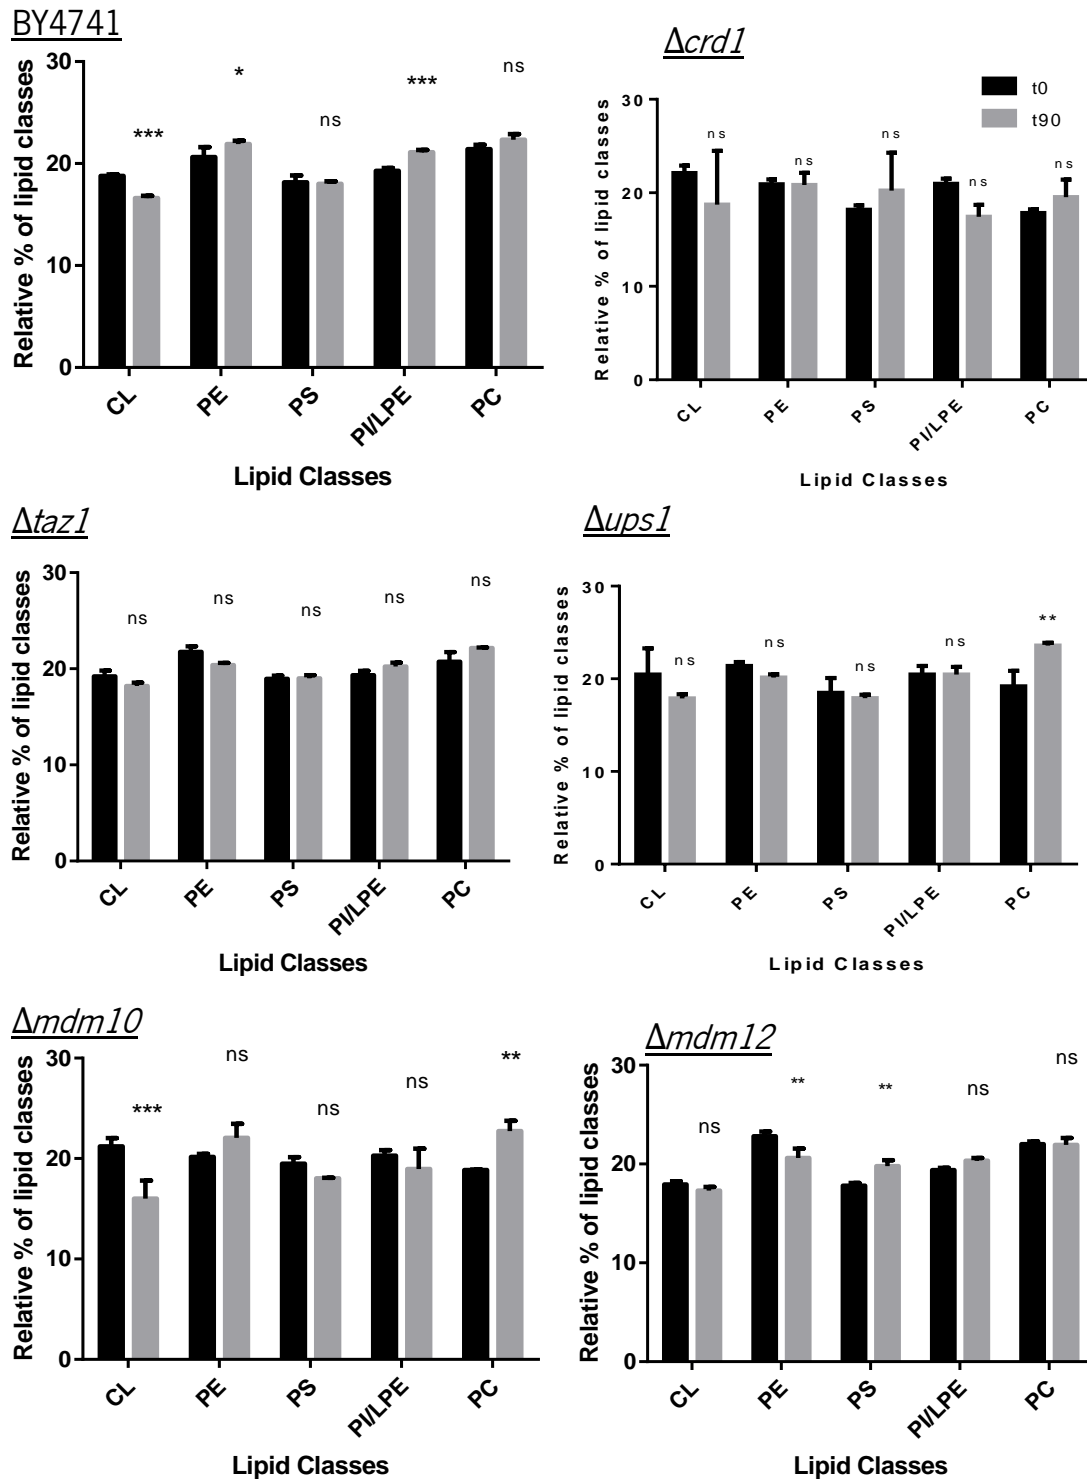 BY4741
Relative % of lipid classes
30
20
10
0
***
*
ns
***
ns
CL
PE
PS
PI/LPE
PC
Lipid Classes
Δcrd1
t0
t90
Relative % of lipid classes
30
20
10
0
ns
ns
ns
ns
ns
CL
PE
PS
PI/LPE
PC
Lipid Classes
Δtaz1
Relative % of lipid classes
30
20
10
0
ns
ns
ns
ns
ns
CL
PE
PS
PI/LPE
PC
Lipid Classes
Δups1
Relative % of lipid classes
30
20
10
0
ns
ns
ns
ns
**
CL
PE
PS
PI/LPE
PC
Lipid Classes
Δmdm10
Relative % of lipid classes
30
20
10
0
***
ns
ns
ns
**
CL
PE
PS
PI/LPE
PC
Lipid Classes
Δmdm12
Relative % of lipid classes
30
20
10
0
ns
**
**
ns
ns
CL
PE
PS
PI/LPE
PC
Lipid Classes